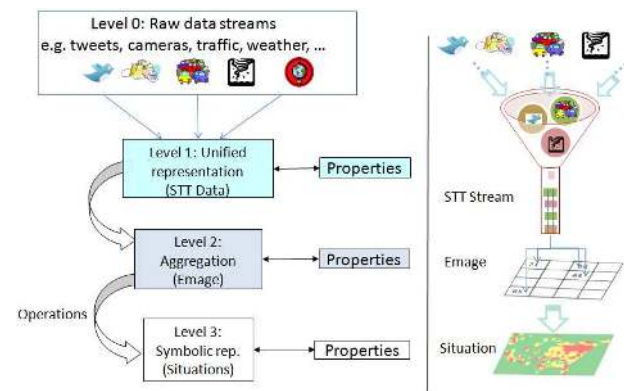 Level 0: Raw data streams
e.g. tweets, cameras, traffic, weather, ...
Level 1: Unified
representation
(STT Data)
Properties
Level 2:
Aggregation
(Emage)
Properties
Operations
Level 3:
Symbolic rep.
(Situations)
Properties
STT Stream
Emage
Situation